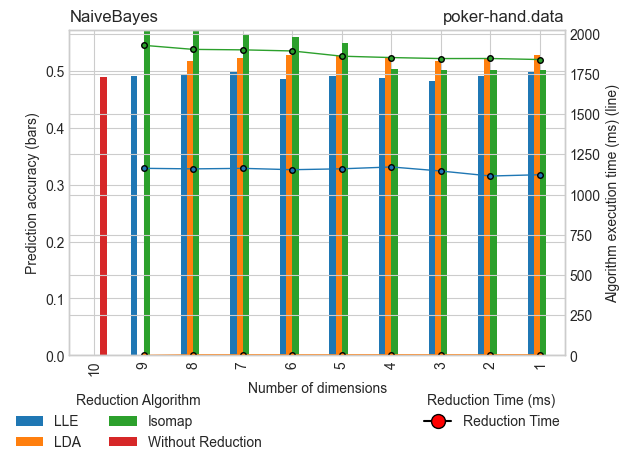 NaiveBayes poker-hand.data
Prediction accuracy (bars)
0.5
0.4
0.3
0.2
0.1
0.0
2000
1750
1500
1250
1000
750
500
250
0
Algorithm execution time (ms) (line)
10 9 8 7 6 5 4 3 2 1
Number of dimensions
Reduction Algorithm
LLE
LDA
Isomap
Without Reduction
Reduction Time (ms)
Reduction Time